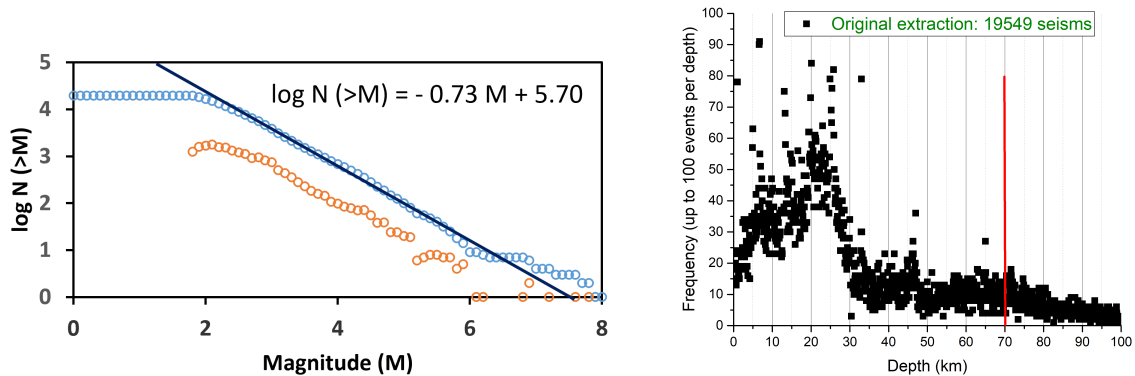 log N (>M) = - 0.73 M + 5.70
log N (>M)
5
4
3
2
1
0
0 2 4 6 8
Magnitude (M)
Original extraction: 19549 seisms
Frequency (up to 100 events per depth)
100
90
80
70
60
50
40
30
20
10
0
0 10 20 30 40 50 60 70 80 90 100
Depth (km)